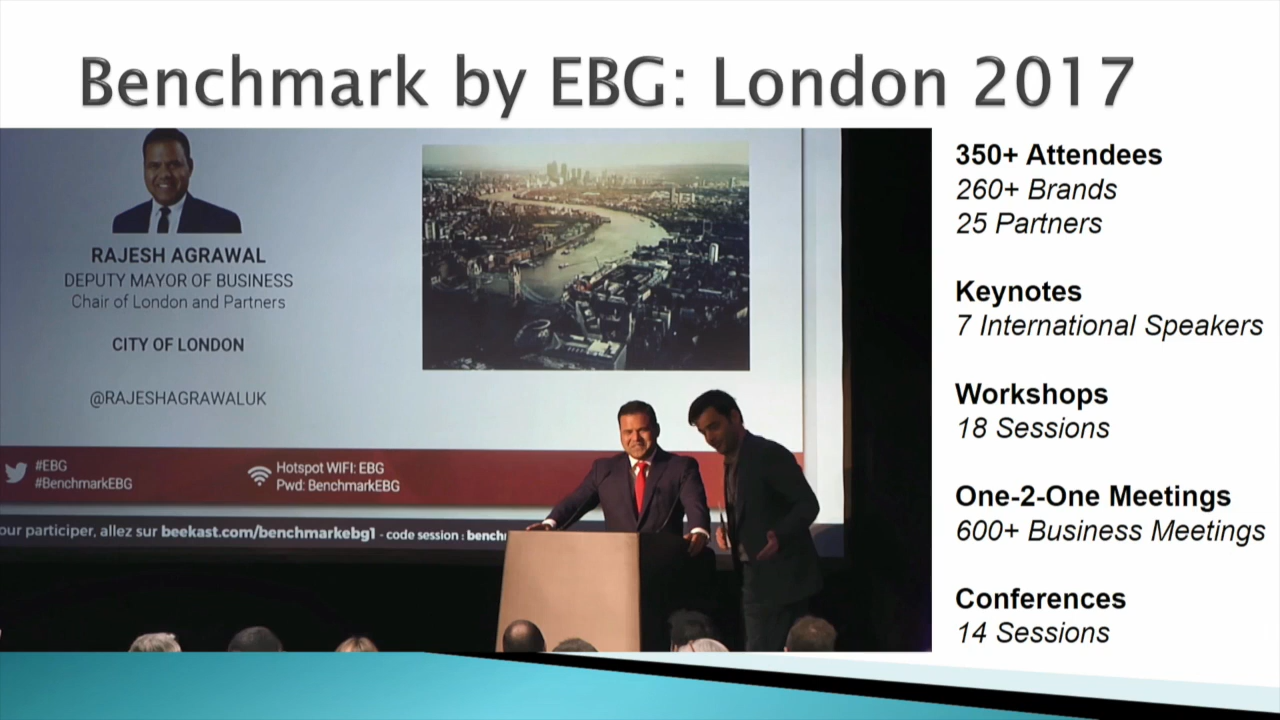 Benchmark by EBG: London 2017
RAJESH AGRAWAL
DEPUTY MAYOR OF BUSINESS
Chair of London and Partners
CITY OF LONDON
@RAJESHAGRAWALUK
#EBG
#BenchmarkEBG
Hotspot WIFI: EBG
Pwd: BenchmarkEBG
our participer, allez sur beekast.com/benchmarkebg1 - code session : bench
350+ Attendees
260+ Brands
25 Partners
Keynotes
7 International Speakers
Workshops
18 Sessions
One-2-One Meetings
600+ Business Meetings
Conferences
14 Sessions